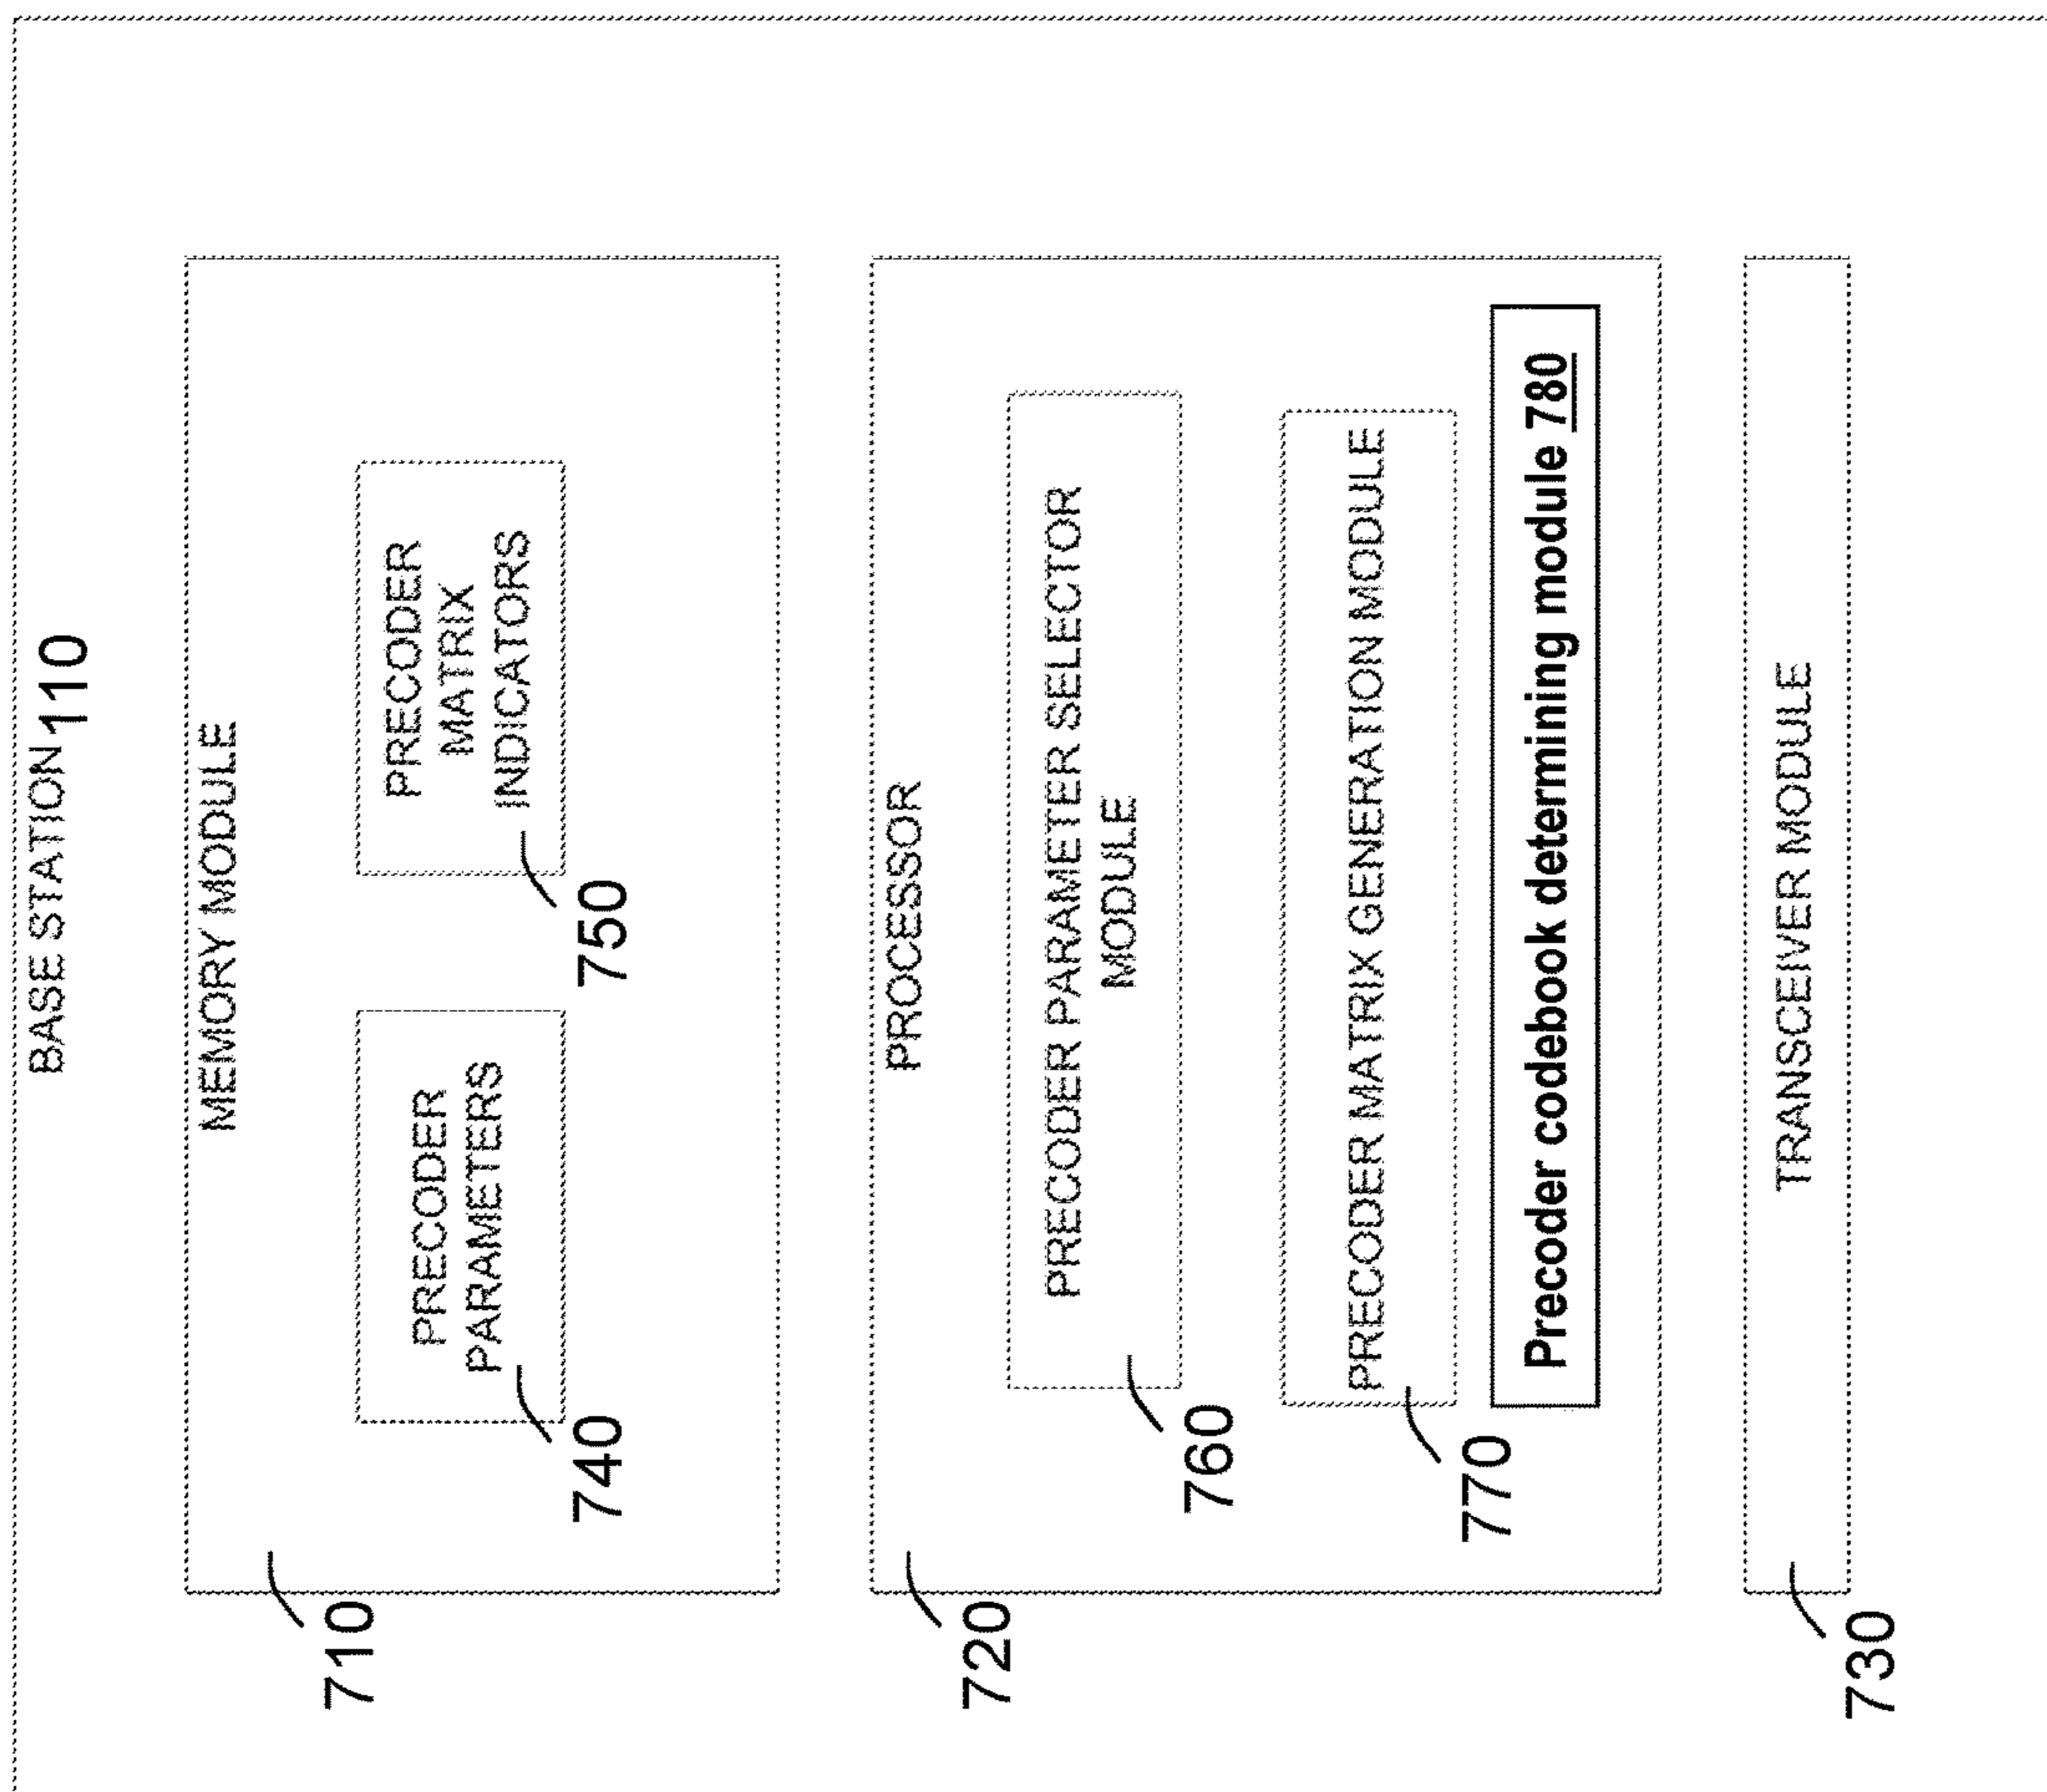 BASE STATION 110
MEMORY MODULE
710
PRECODER
PARAMETERS
740
PRECODER
MATRIX
INDICATORS
750
PROCESSOR
720
PRECODER PARAMETER SELECTOR
MODULE
760
PRECODER MATRIX GENERATION MODULE
770
Precoder codebook determining module 780
TRANSCEIVER MODULE
730